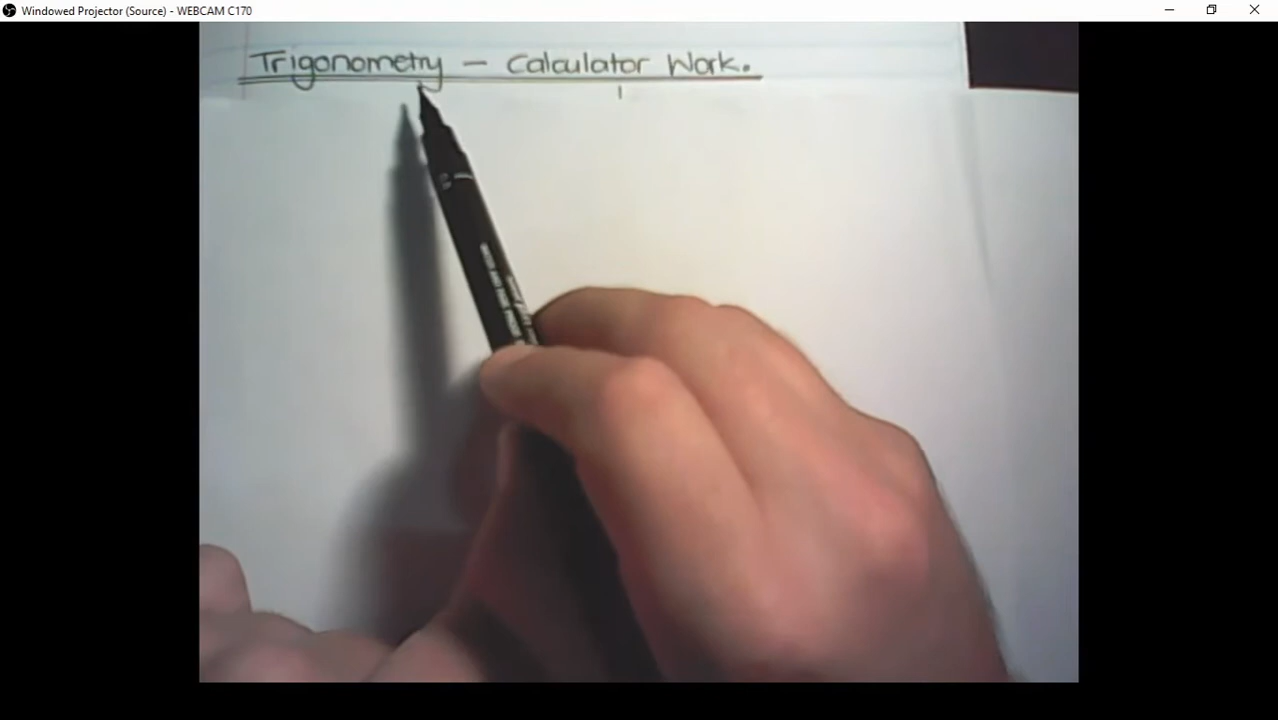 Windowed Projector (Source) - WEBCAM C170
Trigonometry – Calculator Work.